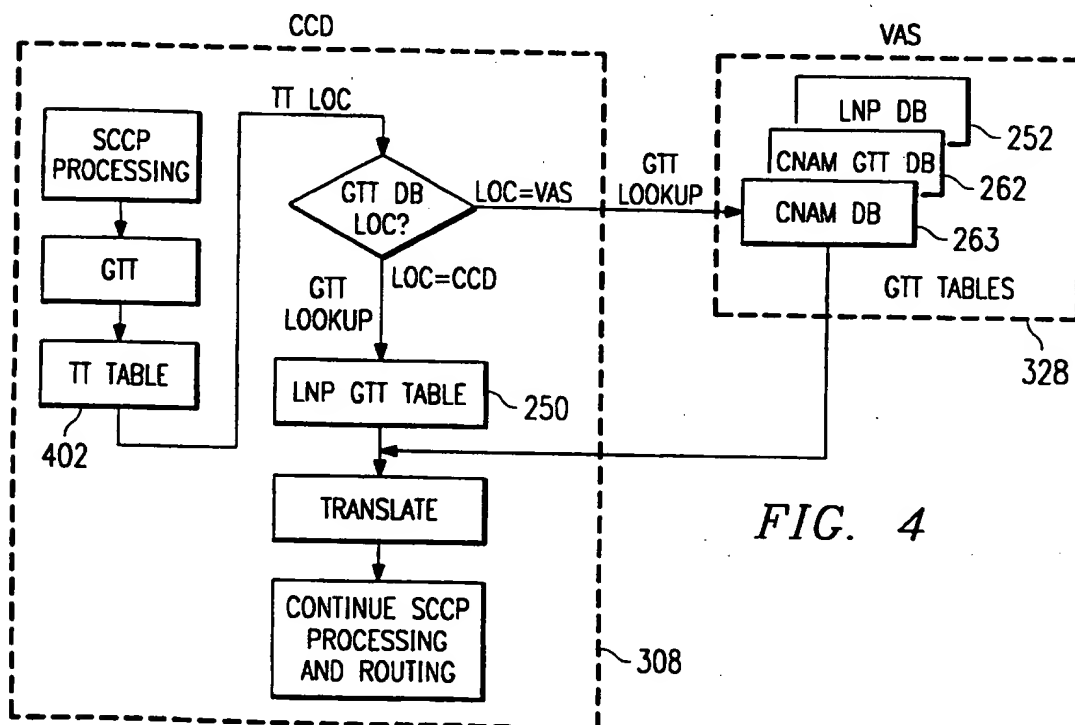 CCD
VAS
TT LOC
SCCP
PROCESSING
GTT
TT TABLE
402
GTT DB
LOC?
LOC=VAS
GTT
LOOKUP
LOC=CCD
GTT
LOOKUP
LNP GTT TABLE
250
TRANSLATE
CONTINUE SCCP
PROCESSING
AND ROUTING
308
LNP DB
252
CNAM GTT DB
262
CNAM DB
263
GTT TABLES
328
FIG. 4